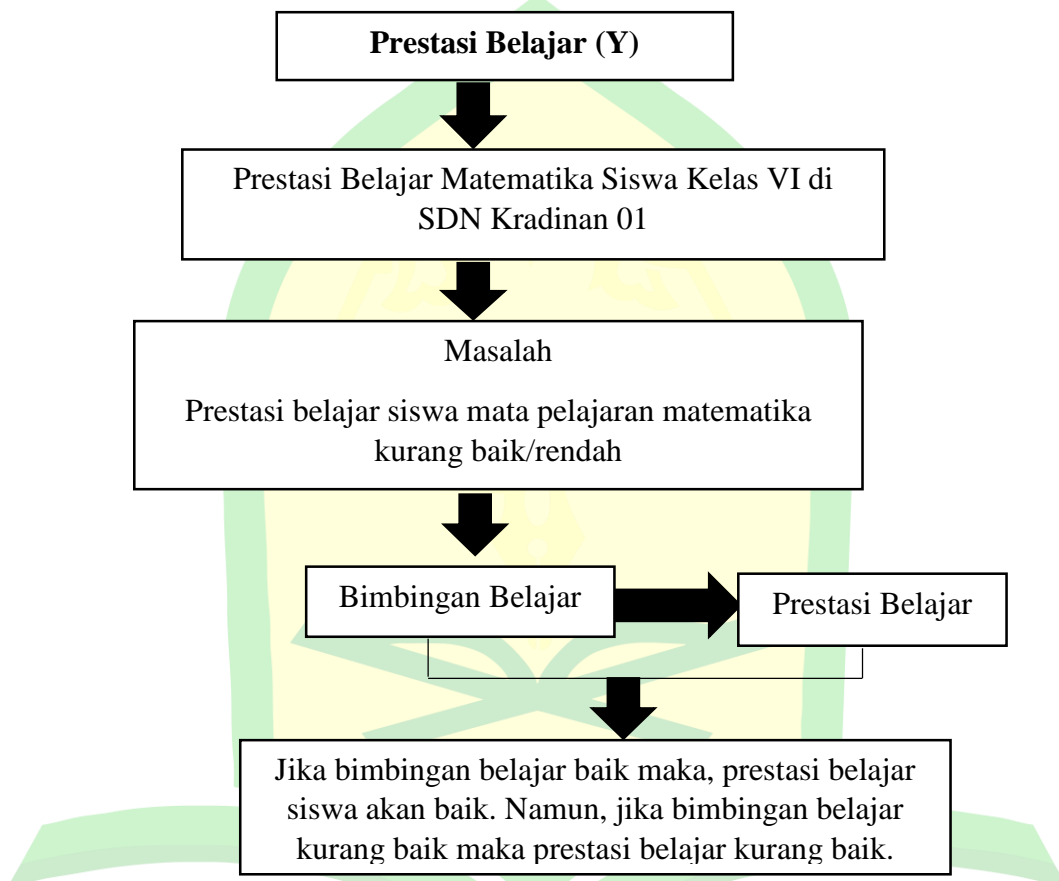 Prestasi Belajar (Y)
Prestasi Belajar Matematika Siswa Kelas VI di
SDN Kradinan 01
Masalah
Prestasi belajar siswa mata pelajaran matematika
kurang baik/rendah
Bimbingan Belajar
Prestasi Belajar
Jika bimbingan belajar baik maka, prestasi belajar
siswa akan baik. Namun, jika bimbingan belajar
kurang baik maka prestasi belajar kurang baik.